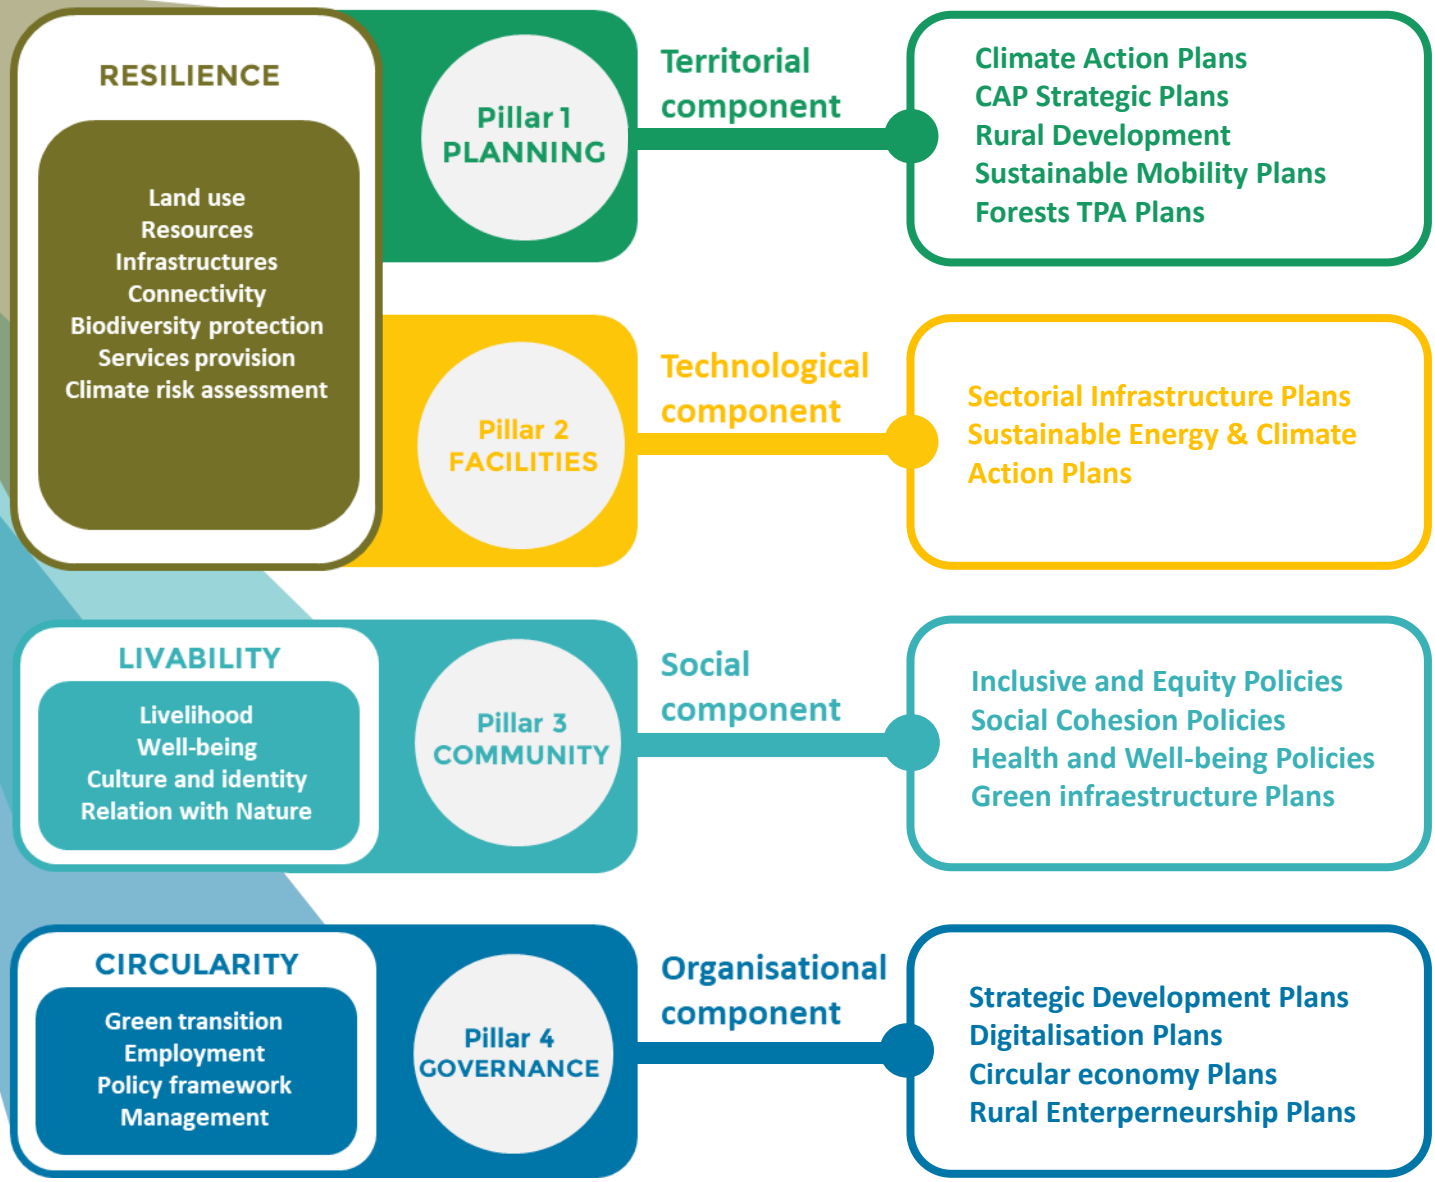 RESILIENCE
Land use
Resources
Infrastructures
Connectivity
Biodiversity protection
Services provision
Climate risk assessment
Pillar 1
PLANNING
Territorial
component
Climate Action Plans
CAP Strategic Plans
Rural Development
Sustainable Mobility Plans
Forests TPA Plans
Pillar 2
FACILITIES
Technological
component
Sectorial Infrastructure Plans
Sustainable Energy & Climate
Action Plans
LIVABILITY
Livelihood
Well-being
Culture and identity
Relation with Nature
Pillar 3
COMMUNITY
Social
component
Inclusive and Equity Policies
Social Cohesion Policies
Health and Well-being Policies
Green infraestructure Plans
CIRCULARITY
Green transition
Employment
Policy framework
Management
Pillar 4
GOVERNANCE
Organisational
component
Strategic Development Plans
Digitalisation Plans
Circular economy Plans
Rural Enterperneurship Plans